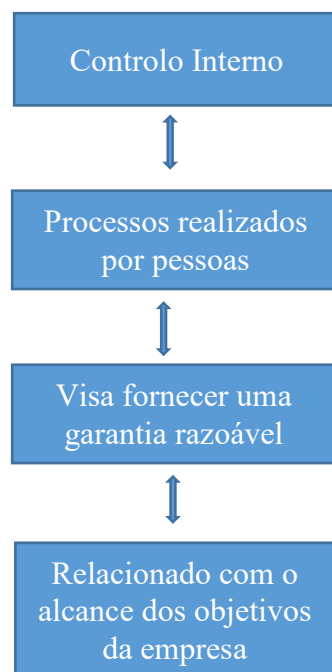 Controlo Interno
Processos realizados
por pessoas
Visa fornecer uma
garantia razoável
Relacionado com o
alcance dos objetivos
da empresa